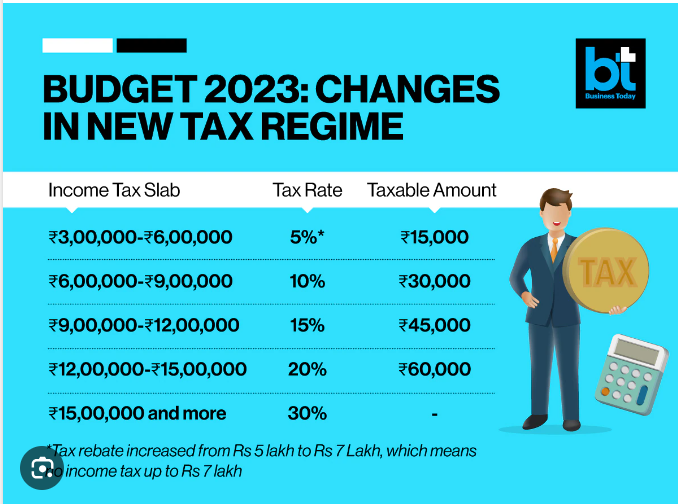 bt
Business Today
BUDGET 2023: CHANGES
IN NEW TAX REGIME
Income Tax Slab Tax Rate Taxable Amount
₹3,00,000-₹6,00,000 5%* ₹15,000
₹6,00,000-₹9,00,000 10% ₹30,000
₹9,00,000-₹12,00,000 15% ₹45,000
₹12,00,000-₹15,00,000 20% ₹60,000
₹15,00,000 and more 30% -
TAX
*Tax rebate increased from Rs 5 lakh to Rs 7 Lakh, which means
income tax up to Rs 7 lakh